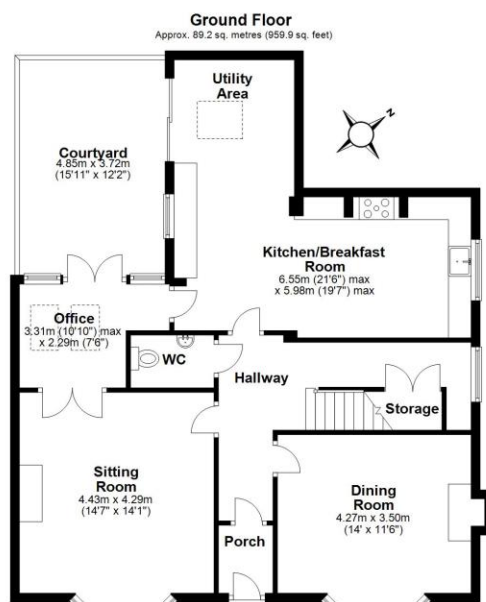 Ground Floor
Approx. 89.2 sq. metres (959.9 sq. feet)
Utility
Area
N
Courtyard
4.85m x 3.72m
(15'11" x 12'2")
Kitchen/Breakfast
Room
6.55m (21'6") max
x 5.98m (19'7") max
Office
3.31m (10'10") max
x 2.29m (7'6")
WC
Hallway
Storage
Sitting
Room
4.43m x 4.29m
(14'7" x 14'1")
Dining
Room
4.27m x 3.50m
(14' x 11'6")
Porch